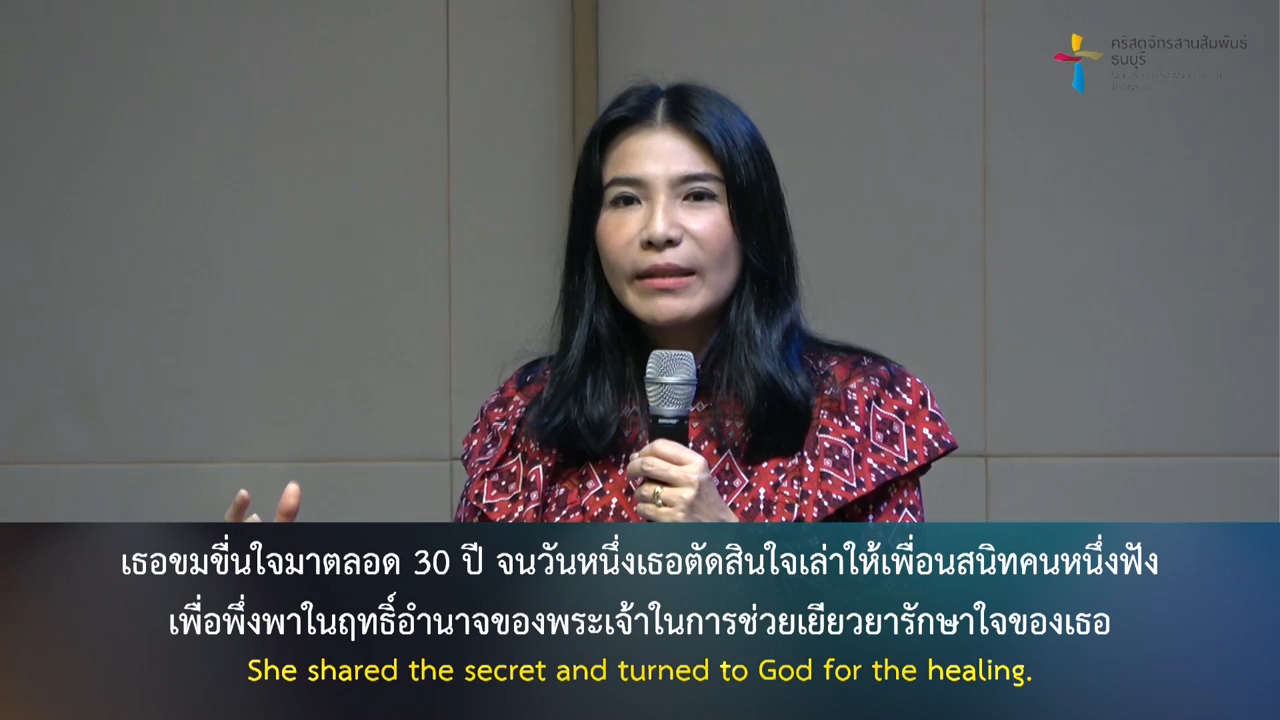 คริสตจักรสานสัมพันธ์
ธนบุรี
เธอขมขื่นใจมาตลอด 30 ปี จนวันหนึ่งเธอตัดสินใจเล่าให้เพื่อนสนิทคนหนึ่งฟัง
เพื่อพึ่งพาในฤทธิ์อำนาจของพระเจ้าในการช่วยเยียวยารักษาใจของเธอ
She shared the secret and turned to God for the healing.